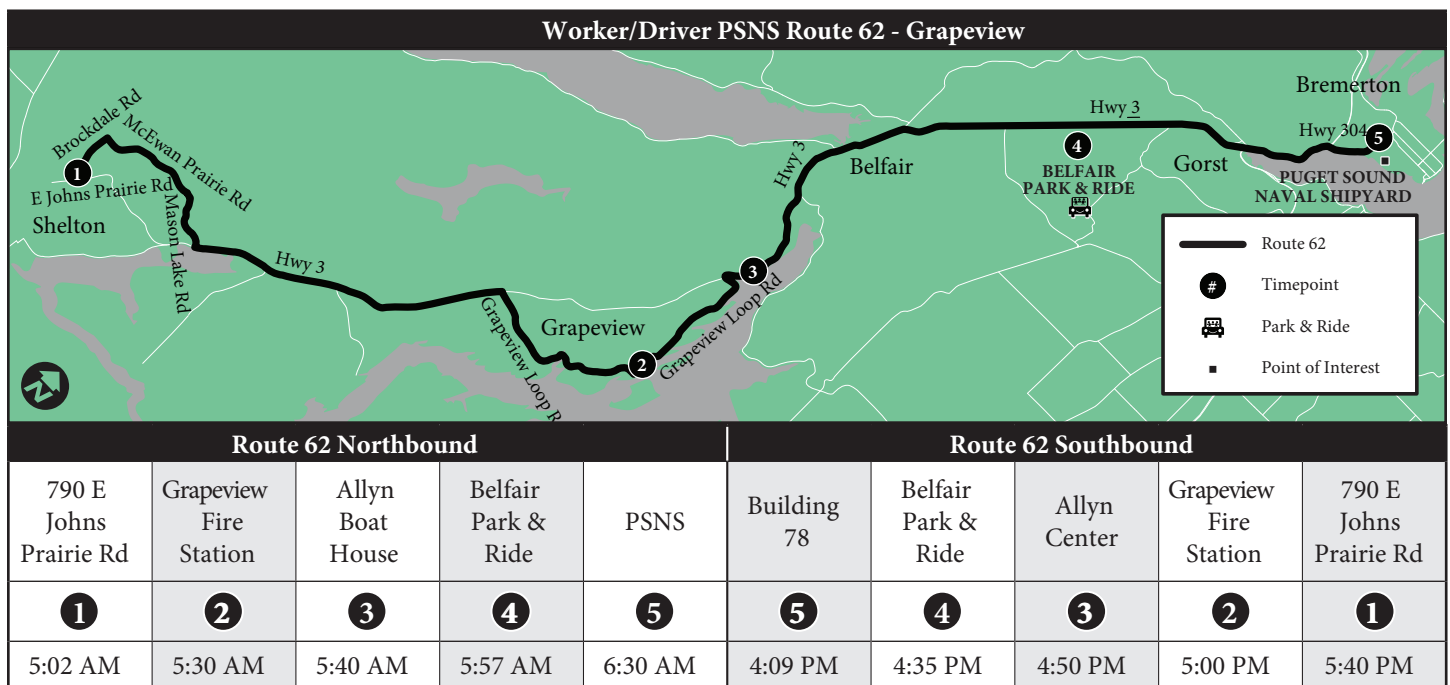 Worker/Driver PSNS Route 62 - Grapeview
Bremerton
Brockdale Rd
McEwan Prairie Rd
Hwy 3
Hwy 304
5
1
E Johns Prairie Rd
Shelton
Mason Lake Rd
Hwy 3
Belfair
4
BELFAIR
PARK & RIDE
Gorst
PUGET SOUND
NAVAL SHIPYARD
Hwy 3
3
Grapeview
Grapeview Loop Rd
Grapeview Loop R
2
N
Route 62
# Timepoint
Park & Ride
Point of Interest
Route 62 Northbound
Route 62 Southbound
790 E
Johns
Prairie Rd
Grapeview
Fire
Station
Allyn
Boat
House
Belfair
Park &
Ride
PSNS
Building
78
Belfair
Park &
Ride
Allyn
Center
Grapeview
Fire
Station
790 E
Johns
Prairie Rd
1 2 3 4 5 5 4 3 2 1
5:02 AM 5:30 AM 5:40 AM 5:57 AM 6:30 AM 4:09 PM 4:35 PM 4:50 PM 5:00 PM 5:40 PM